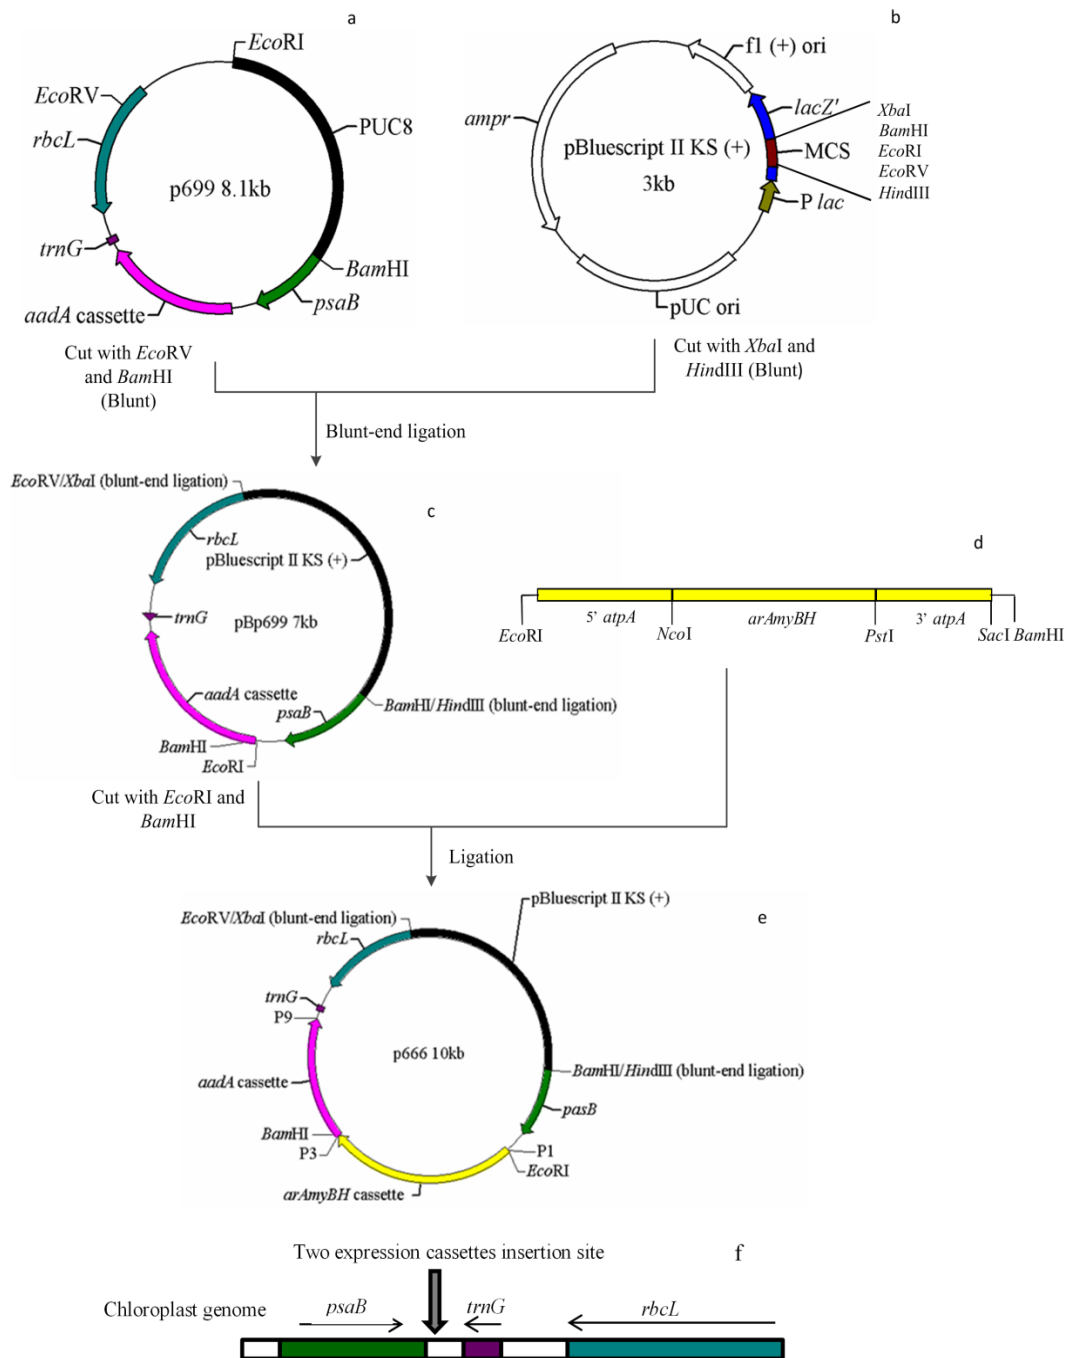 a
EcoRI
EcoRV
rbcL
PUC8
p699 8.1kb
trnG
BamHI
psaB
aadA cassette
Cut with EcoRV
and BamHI
(Blunt)
b
f1 (+) ori
lacZ'
ampr
pBluescript II KS (+)
3kb
MCS
XbaI
BamHI
EcoRI
EcoRV
HindIII
P lac
pUC ori
Cut with XbaI and
HindIII (Blunt)
Blunt-end ligation
c
EcoRV/XbaI (blunt-end ligation)
rbcL
pBluescript II KS (+)
trnG
pBp699 7kb
aadA cassette
psaB
BamHI/HindIII (blunt-end ligation)
BamHI
EcoRI
Cut with EcoRI and
BamHI
d
5' atpA
arAmyBH
3' atpA
EcoRI
NcoI
PstI
SacI BamHI
Ligation
e
pBluescript II KS (+)
EcoRV/XbaI (blunt-end ligation)
rbcL
trnG
P9
p666 10kb
BamHI/HindIII (blunt-end ligation)
aadA cassette
pasB
BamHI
P3
P1
EcoRI
arAmyBH cassette
Two expression cassettes insertion site
f
Chloroplast genome
psaB
trnG
rbcL